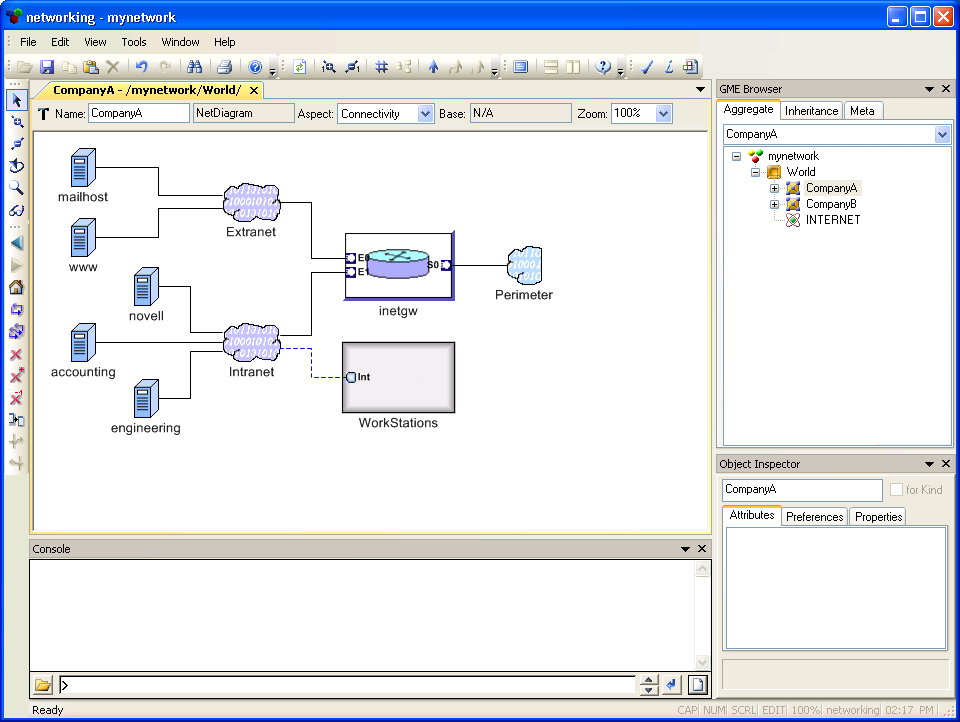 networking - mynetwork
File Edit View Tools Window Help
CompanyA - /mynetwork/World/
Name: CompanyA NetDiagram Aspect: Connectivity Base: N/A Zoom: 100%
mailhost
www
novell
accounting
engineering
Extranet
Intranet
E0
E1
S0
inetgw
Perimeter
Int
WorkStations
GME Browser
Aggregate Inheritance Meta
CompanyA
mynetwork
World
CompanyA
CompanyB
INTERNET
Object Inspector
CompanyA for Kind
Attributes Preferences Properties
Console
>
Ready
CAP NUM SCRL EDIT 100% networking 02:17 PM